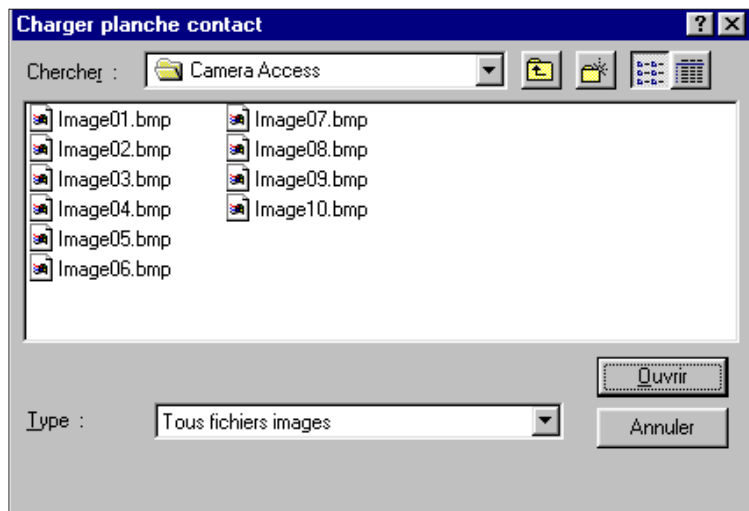 Charger planche contact
Chercher : Camera Access
Image01.bmp Image07.bmp
Image02.bmp Image08.bmp
Image03.bmp Image09.bmp
Image04.bmp Image10.bmp
Image05.bmp
Image06.bmp
Ouvrir
Type : Tous fichiers images
Annuler